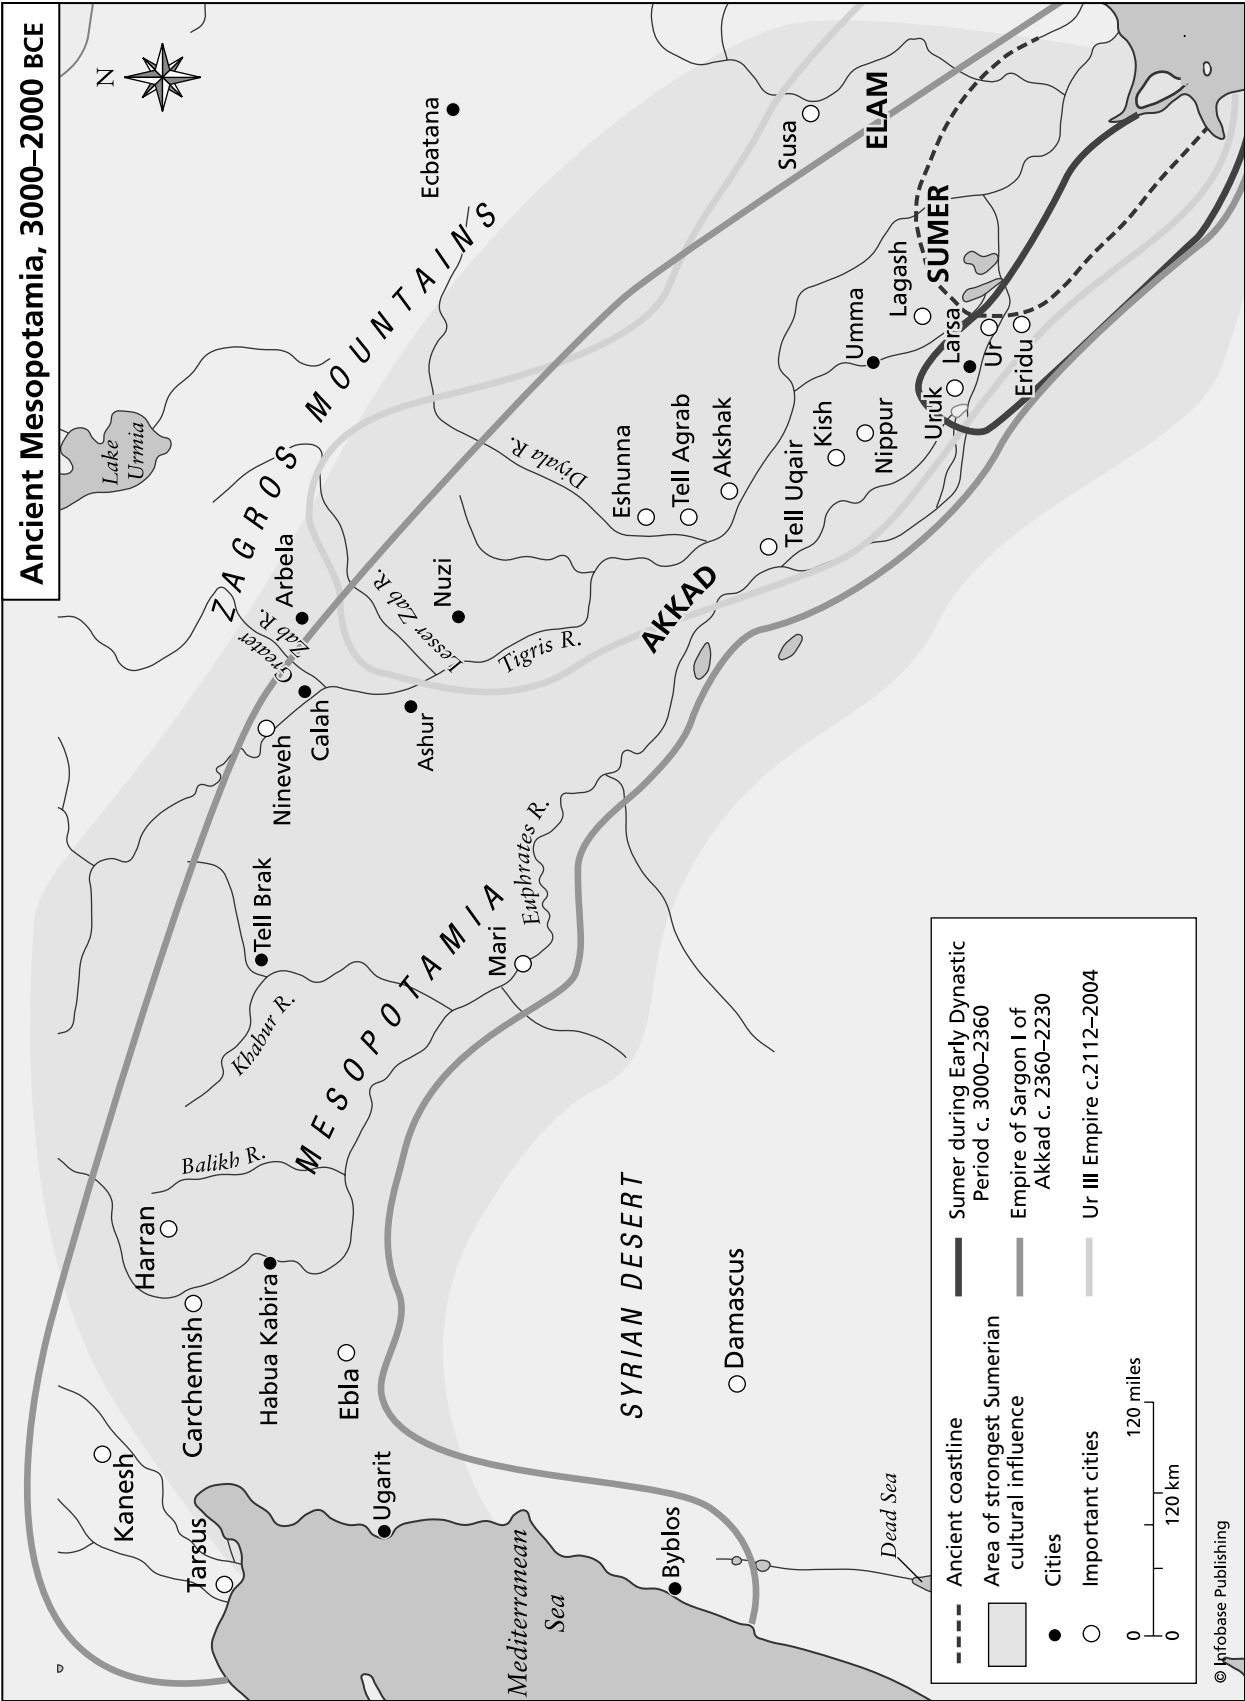 Ancient Mesopotamia, 3000–2000 BCE
N
Lake
Urmia
Ecbatana
ZAGROS MOUNTAINS
Arbela
Greater
Zab R.
Calah
Nineveh
Lesser Zab R.
Nuzi
Ashur
Tigris R.
Diyala R.
Eshunna
Tell Agrab
Akshak
Tell Uqair
Kish
Nippur
Umma
Lagash
SUMER
ELAM
Susa
Uruk
Larsa
Ur
Eridu
AKKAD
Tell Brak
Khabur R.
MESOPOTAMIA
Mari
Euphrates R.
Balikh R.
Harran
Carchemish
Habua Kabira
Ebla
Kanesh
Tarsus
Ugarit
Mediterranean
Sea
Byblos
SYRIAN DESERT
Damascus
Dead Sea
Ancient coastline
Area of strongest Sumerian
cultural influence
Cities
Important cities
0 120 miles
0 120 km
Sumer during Early Dynastic
Period c. 3000–2360
Empire of Sargon I of
Akkad c. 2360–2230
Ur III Empire c.2112–2004
© Infobase Publishing